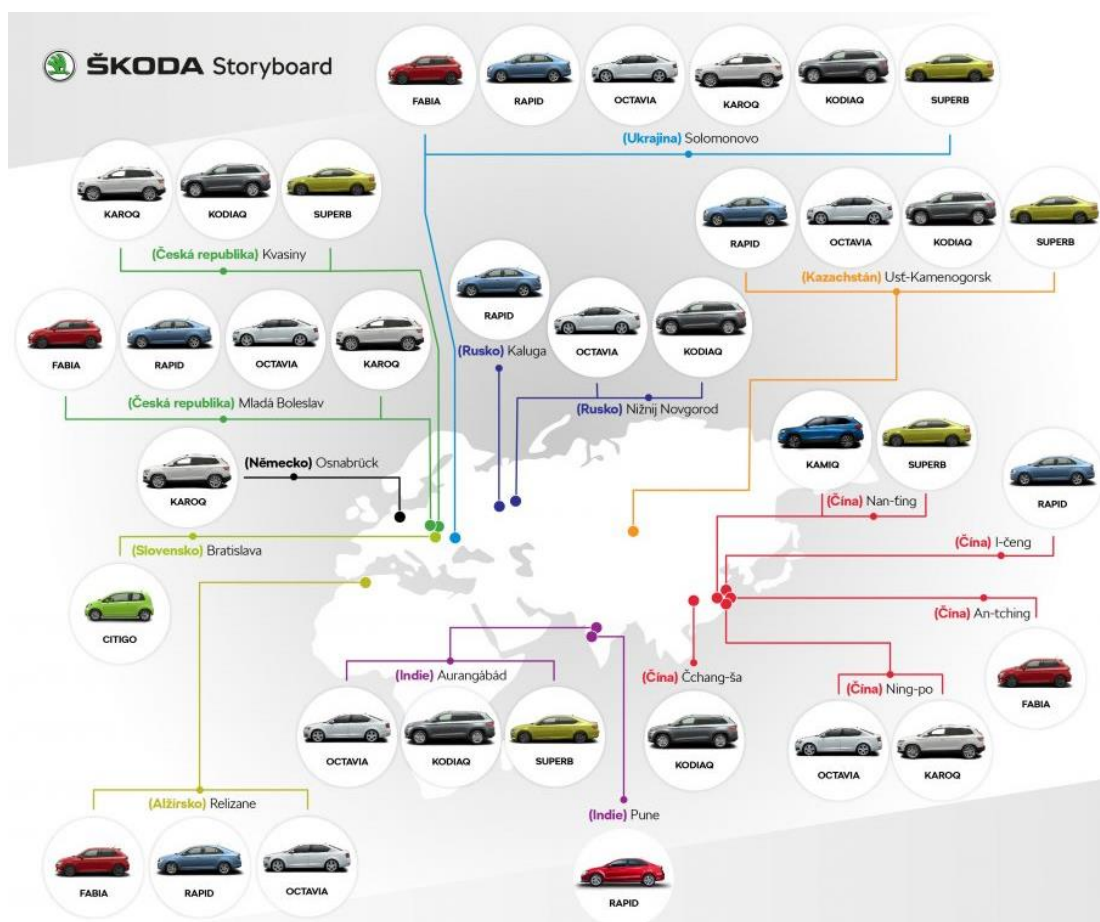 ŠKODA Storyboard
FABIA RAPID OCTAVIA KAROQ KODIAQ SUPERB
(Ukrajina) Solomonovo
KAROQ KODIAQ SUPERB
(Česká republika) Kvasiny
RAPID OCTAVIA KODIAQ SUPERB
(Kazachstán) Usť-Kamenogorsk
RAPID
(Rusko) Kaluga
OCTAVIA KODIAQ
(Rusko) Nižnij Novgorod
FABIA RAPID OCTAVIA KAROQ
(Česká republika) Mladá Boleslav
KAROQ
(Německo) Osnabrück
KAMIQ SUPERB
(Čína) Nan-ťing
RAPID
(Čína) I-čeng
(Slovensko) Bratislava
CITIGO
(Čína) An-tching
FABIA
(Indie) Aurangábád
OCTAVIA KODIAQ SUPERB
(Čína) Čchang-ša
KODIAQ
(Čína) Ning-po
OCTAVIA KAROQ
(Alžírsko) Relizane
FABIA RAPID OCTAVIA
(Indie) Pune
RAPID